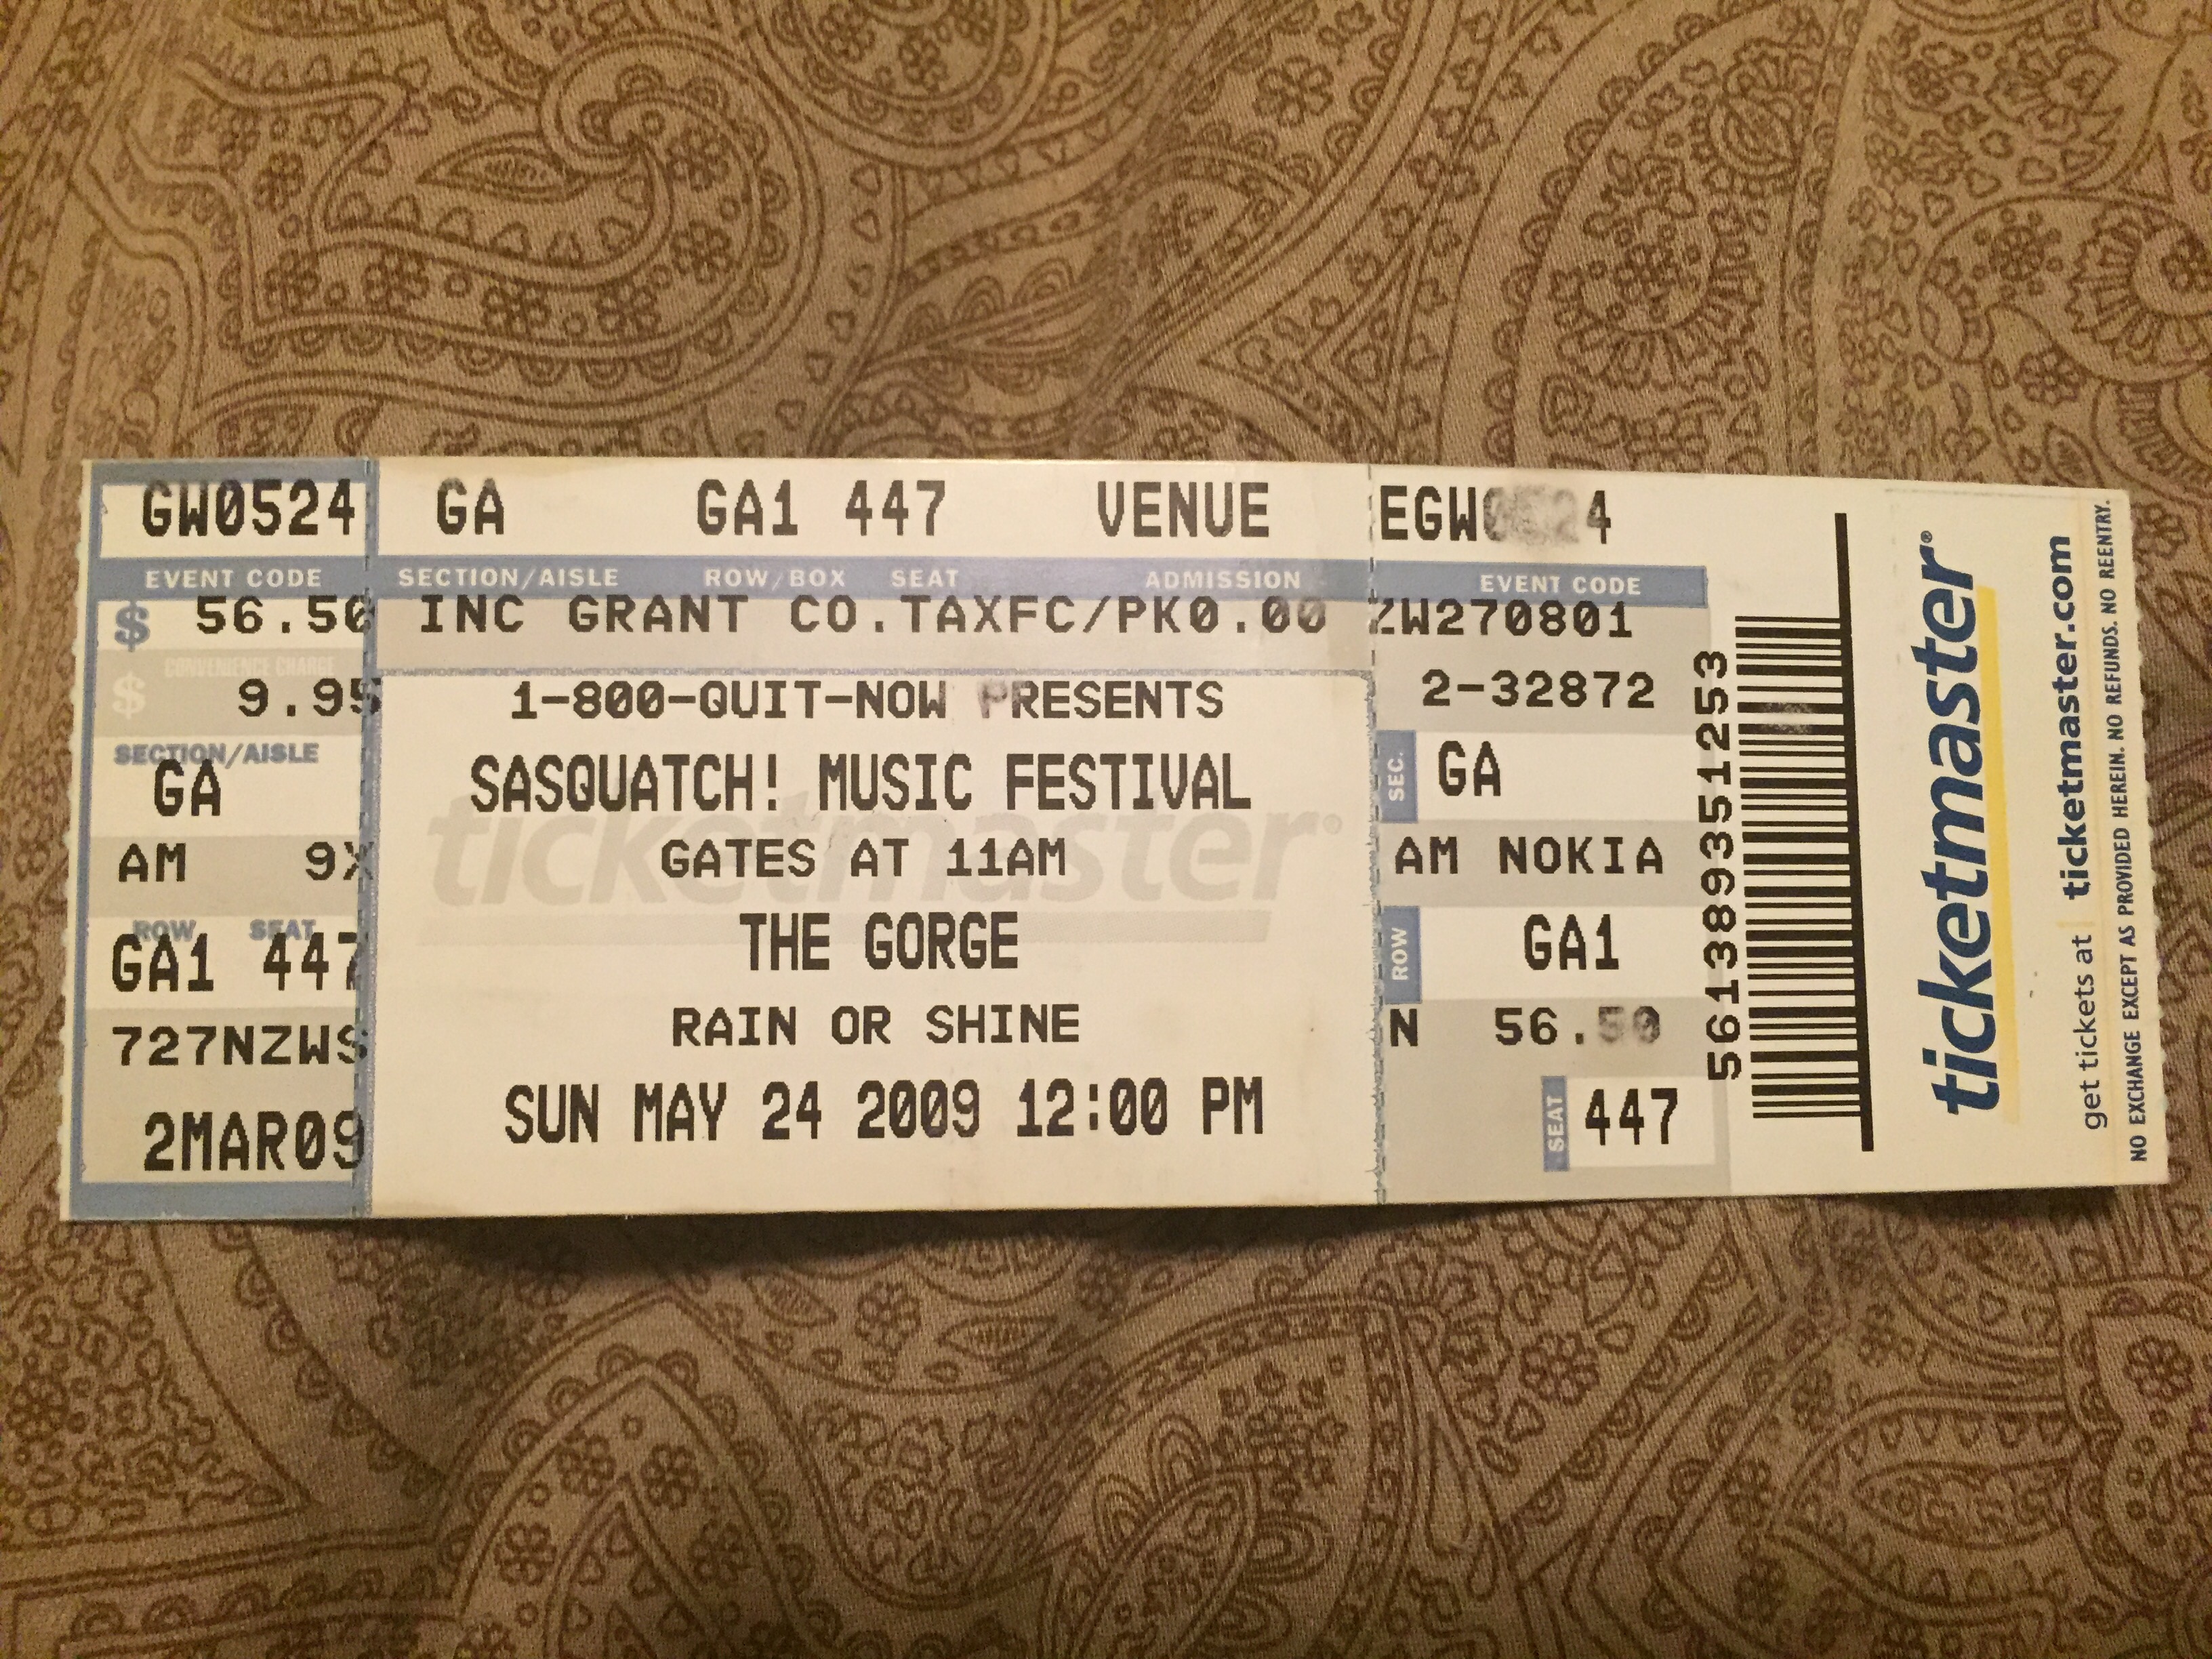 GW0524 GA GA1 447 VENUE EGW0524
EVENT CODE SECTION/AISLE ROW/BOX SEAT ADMISSION EVENT CODE
$ 56.50 INC GRANT CO.TAXFC/PK0.00 ZW270801
CONVENIENCE CHARGE
$ 9.95
SECTION/AISLE
GA
AM 9X
ROW SEAT
GA1 447
727NZWS
2MAR09
1-800-QUIT-NOW PRESENTS
SASQUATCH! MUSIC FESTIVAL
ticketmaster®
GATES AT 11AM
THE GORGE
RAIN OR SHINE
SUN MAY 24 2009 12:00 PM
2-32872
SEC. GA
AM NOKIA
ROW GA1
N 56.50
SEAT 447
561389351253
ticketmaster®
get tickets at ticketmaster.com
NO EXCHANGE EXCEPT AS PROVIDED HEREIN. NO REFUNDS. NO REENTRY.